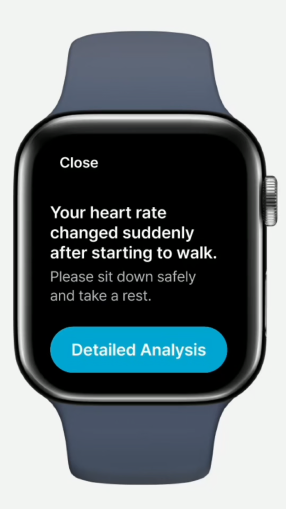 Close
Your heart rate
changed suddenly
after starting to walk.
Please sit down safely
and take a rest.
Detailed Analysis